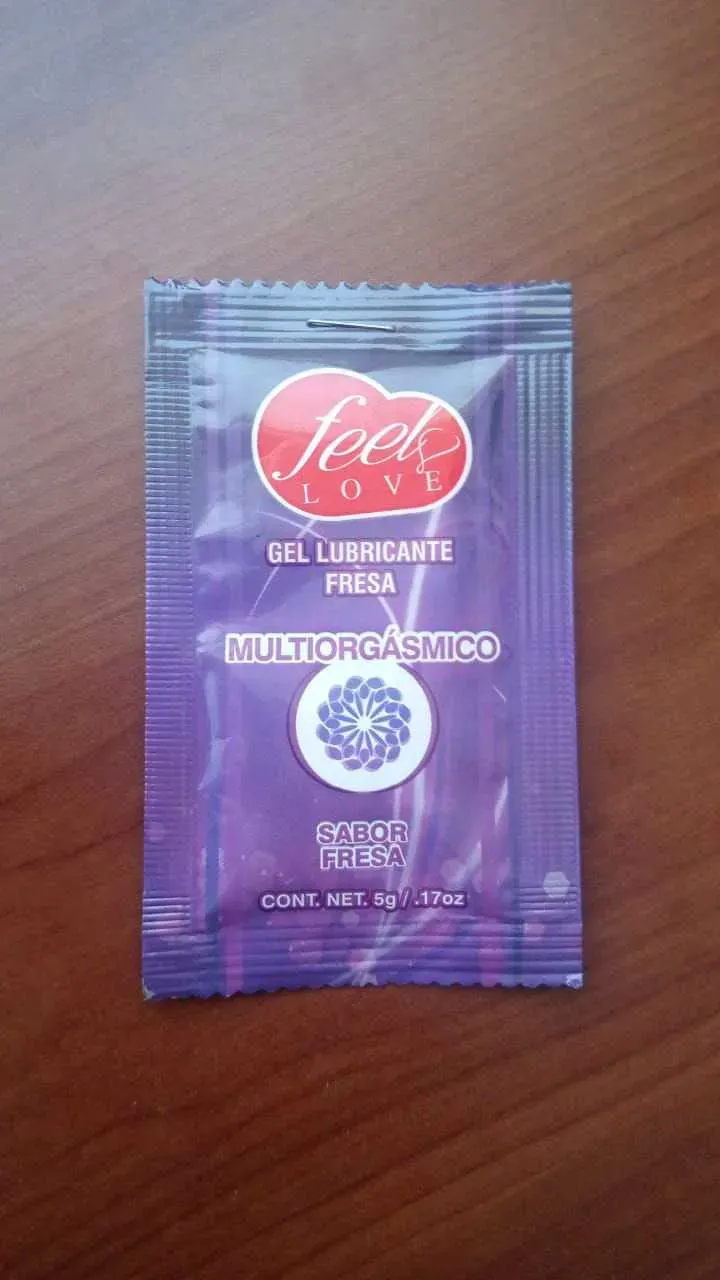 feel
LOVE
GEL LUBRICANTE
FRESA
MULTIORGÁSMICO
SABOR
FRESA
CONT. NET. 5g / .17oz